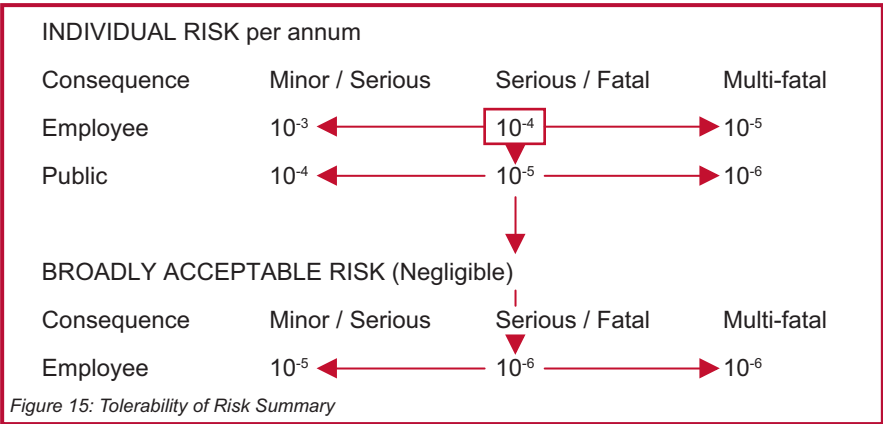 INDIVIDUAL RISK per annum
Consequence Minor / Serious Serious / Fatal Multi-fatal
Employee 10⁻³ 10⁻⁴ 10⁻⁵
Public 10⁻⁴ 10⁻⁵ 10⁻⁶
BROADLY ACCEPTABLE RISK (Negligible)
Consequence Minor / Serious Serious / Fatal Multi-fatal
Employee 10⁻⁵ 10⁻⁶ 10⁻⁶
Figure 15: Tolerability of Risk Summary